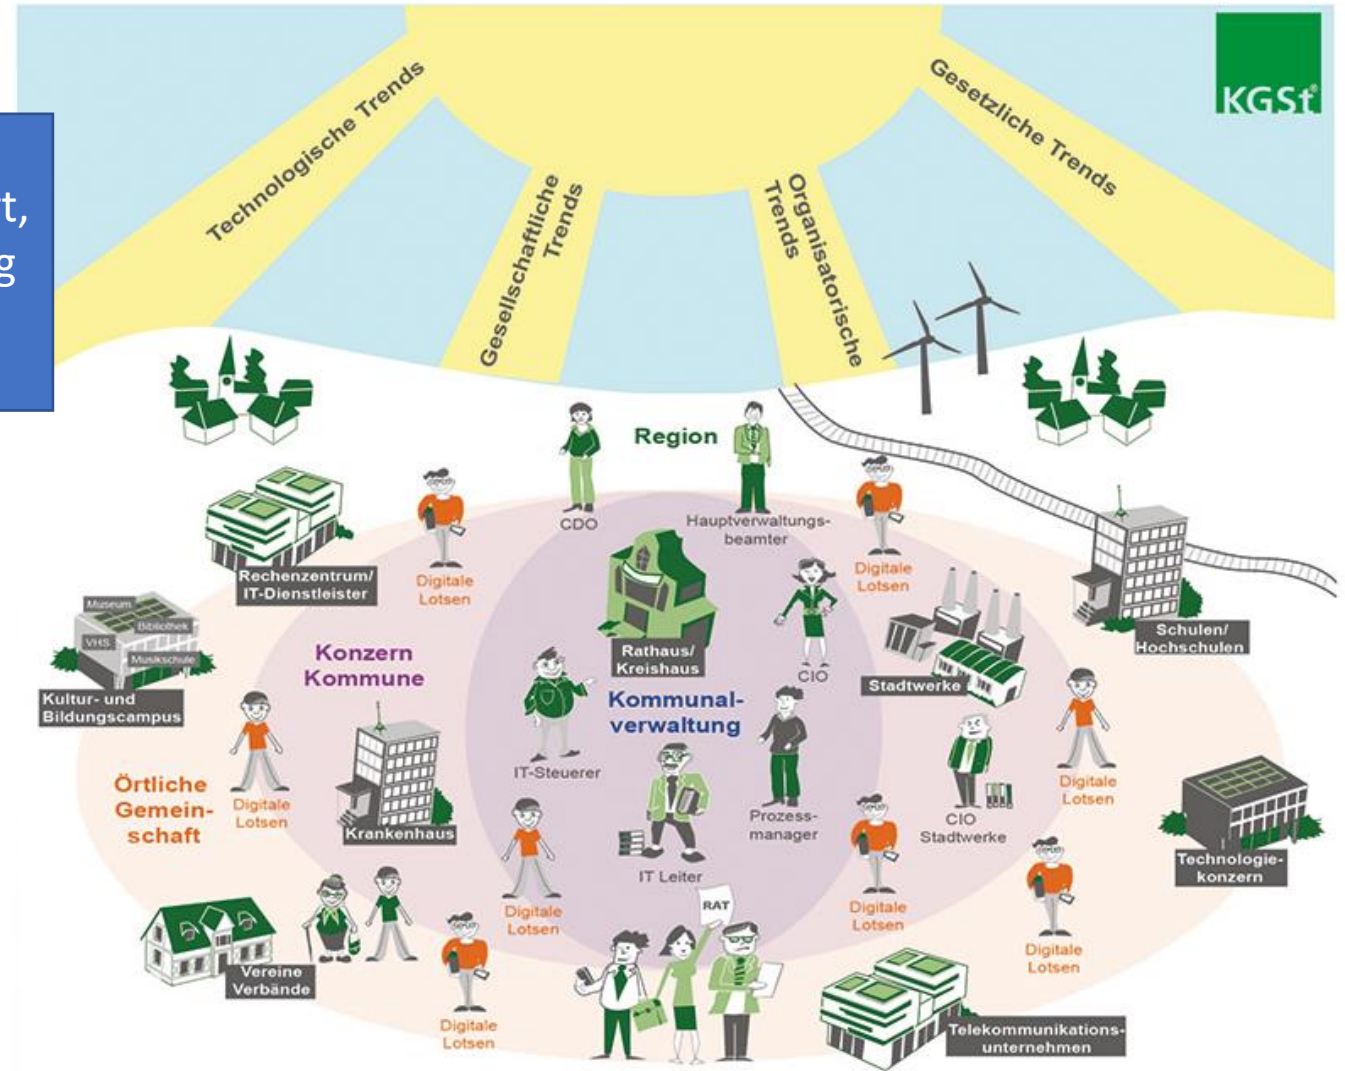 Technologische Trends
Gesellschaftliche
Trends
Organisatorische
Trends
Gesetzliche Trends
KGSt®
Region
CDO
Hauptverwaltungs-
beamter
Digitale
Lotsen
Digitale
Lotsen
Rechenzentrum/
IT-Dienstleister
Museum
Bibliothek
VHS
Musikschule
Kultur- und
Bildungscampus
Konzern
Kommune
Rathaus/
Kreishaus
CIO
Stadtwerke
Schulen/
Hochschulen
Kommunal-
verwaltung
IT-Steuerer
Örtliche
Gemein-
schaft
Digitale
Lotsen
Krankenhaus
Prozess-
manager
CIO
Stadtwerke
Digitale
Lotsen
IT Leiter
Technologie-
konzern
RAT
Digitale
Lotsen
Digitale
Lotsen
Digitale
Lotsen
Vereine
Verbände
Digitale
Lotsen
Telekommunikations-
unternehmen